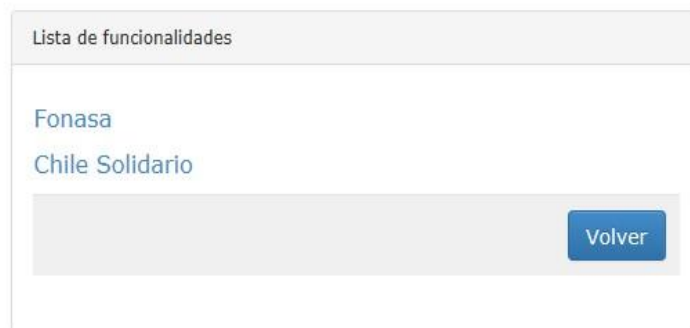 Lista de funcionalidades
Fonasa
Chile Solidario
Volver